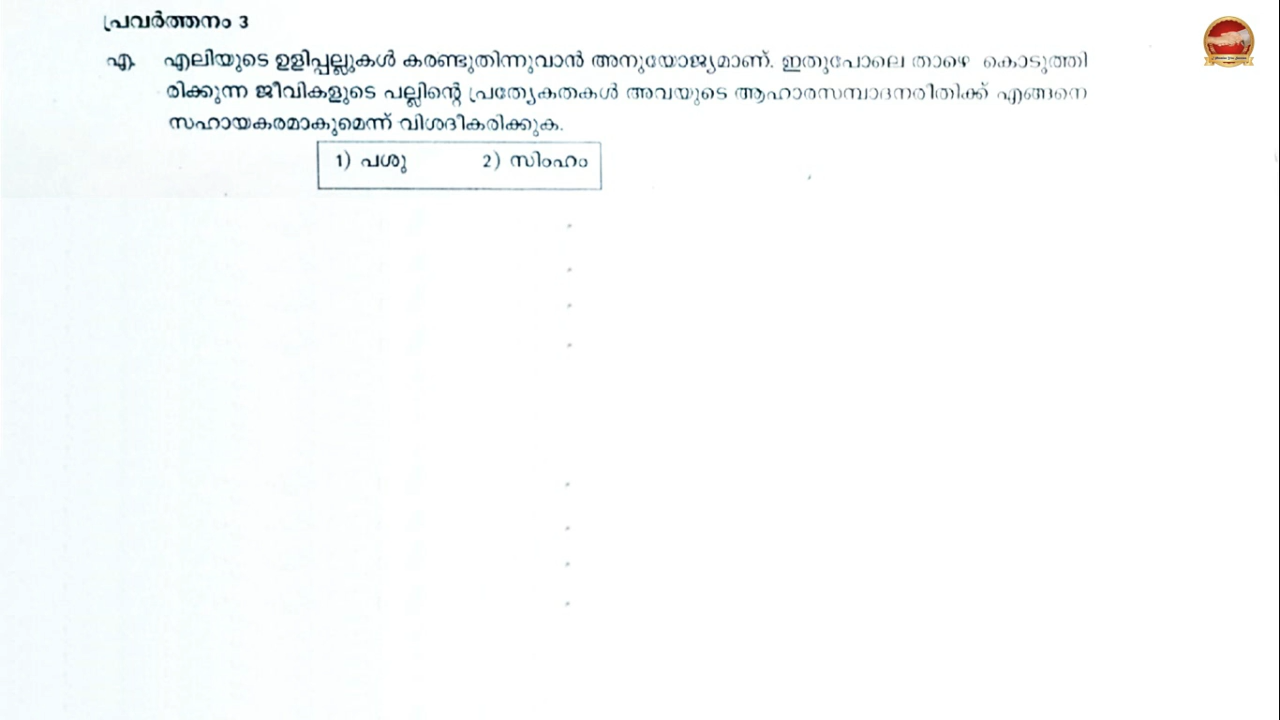 പ്രവർത്തനം 3
എ. എലിയുടെ ഉളിപ്പല്ലുകൾ കരണ്ടുതിന്നുവാൻ അനുയോജ്യമാണ്. ഇതുപോലെ താഴെ കൊടുത്തി
രിക്കുന്ന ജീവികളുടെ പല്ലിന്റെ പ്രത്യേകതകൾ അവയുടെ ആഹാരസമ്പാദനരീതിക്ക് എങ്ങനെ
സഹായകരമാകുമെന്ന് വിശദീകരിക്കുക.
1) പശു 2) സിംഹം